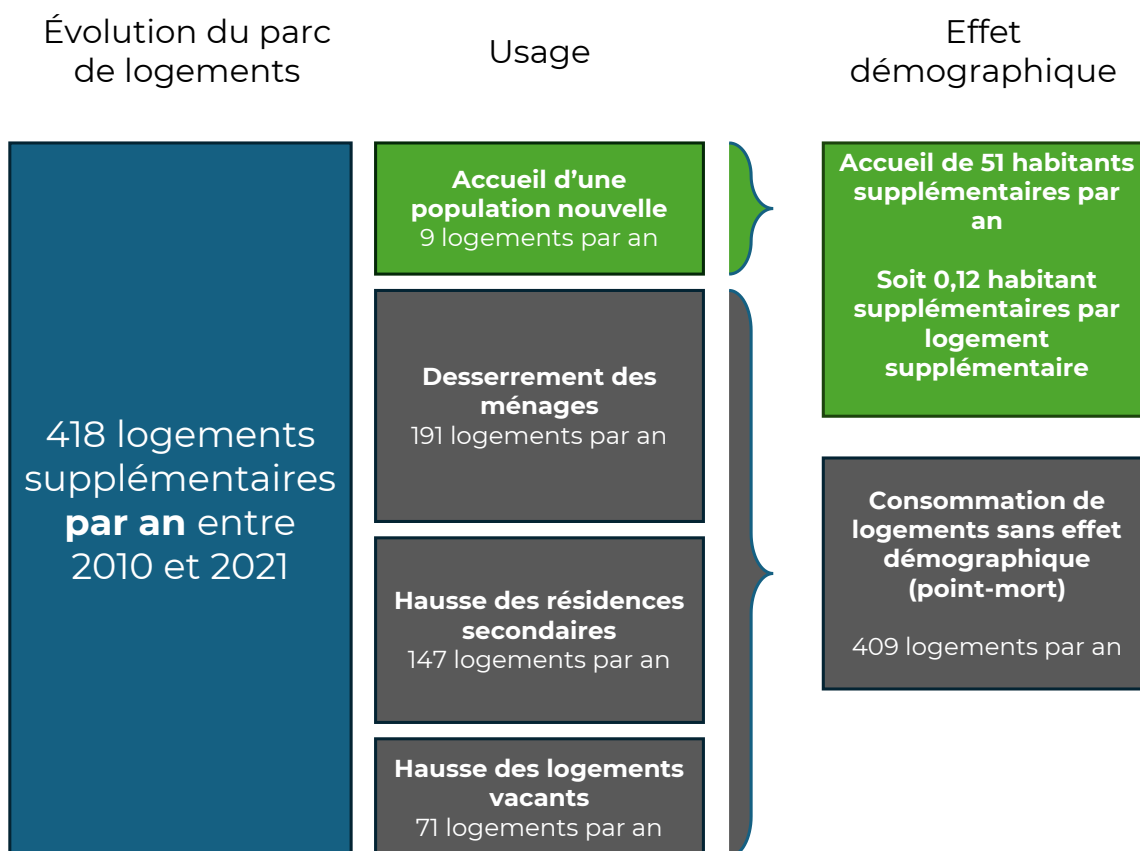 Évolution du parc
de logements
Usage
Effet
démographique
418 logements
supplémentaires
par an entre
2010 et 2021
Accueil d’une
population nouvelle
9 logements par an
Desserrement des
ménages
191 logements par an
Hausse des résidences
secondaires
147 logements par an
Hausse des logements
vacants
71 logements par an
Accueil de 51 habitants
supplémentaires par
an
Soit 0,12 habitant
supplémentaires par
logement
supplémentaire
Consommation de
logements sans effet
démographique
(point-mort)
409 logements par an